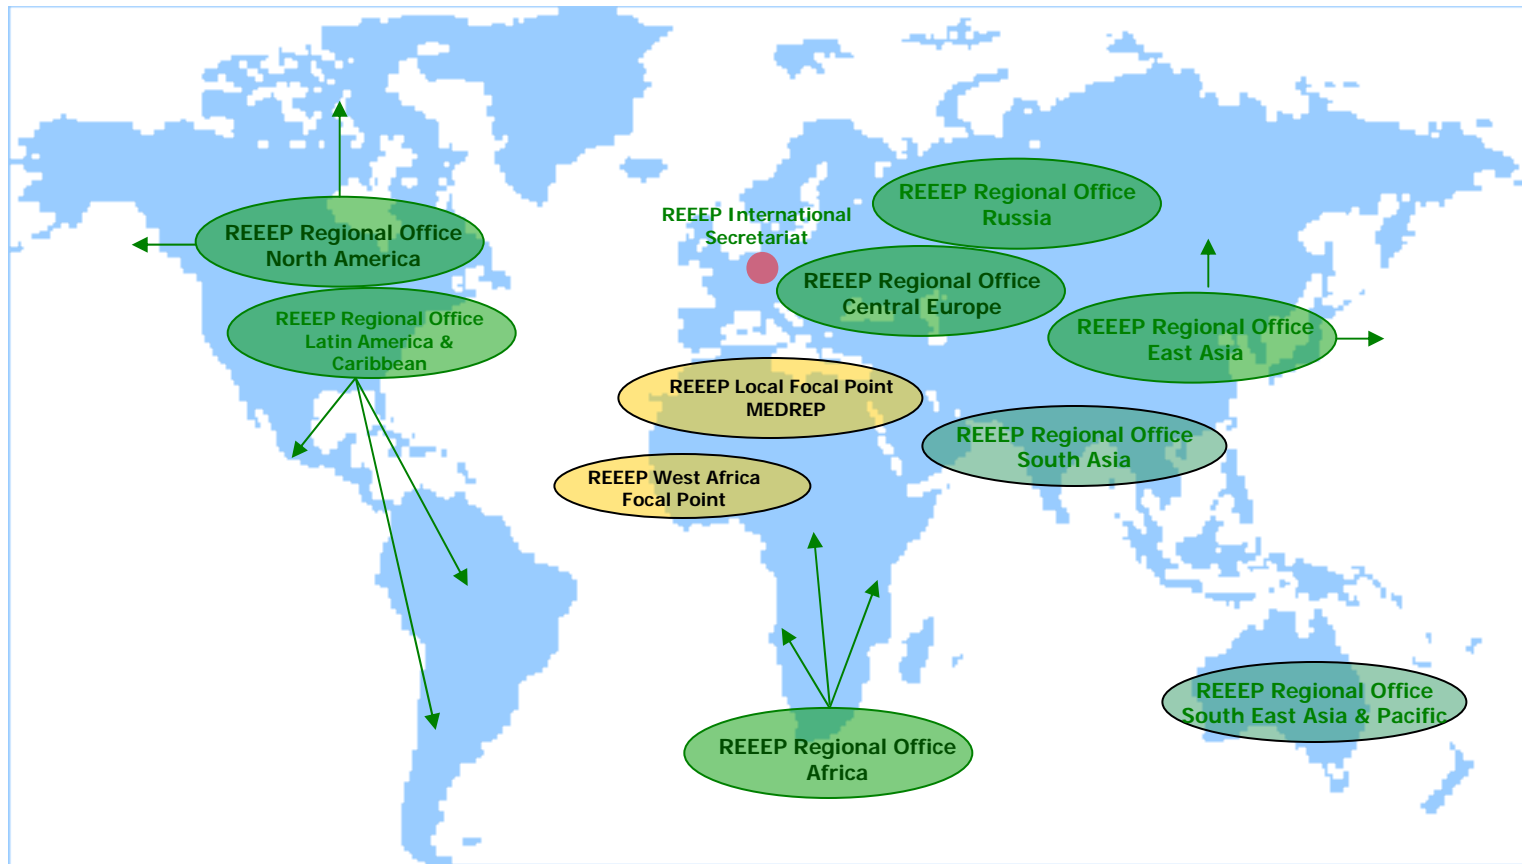 REEEP Regional Office
North America
REEEP Regional Office
Latin America &
Caribbean
REEEP International
Secretariat
REEEP Regional Office
Russia
REEEP Regional Office
Central Europe
REEEP Regional Office
East Asia
REEEP Local Focal Point
MEDREP
REEEP West Africa
Focal Point
REEEP Regional Office
South Asia
REEEP Regional Office
South East Asia & Pacific
REEEP Regional Office
Africa